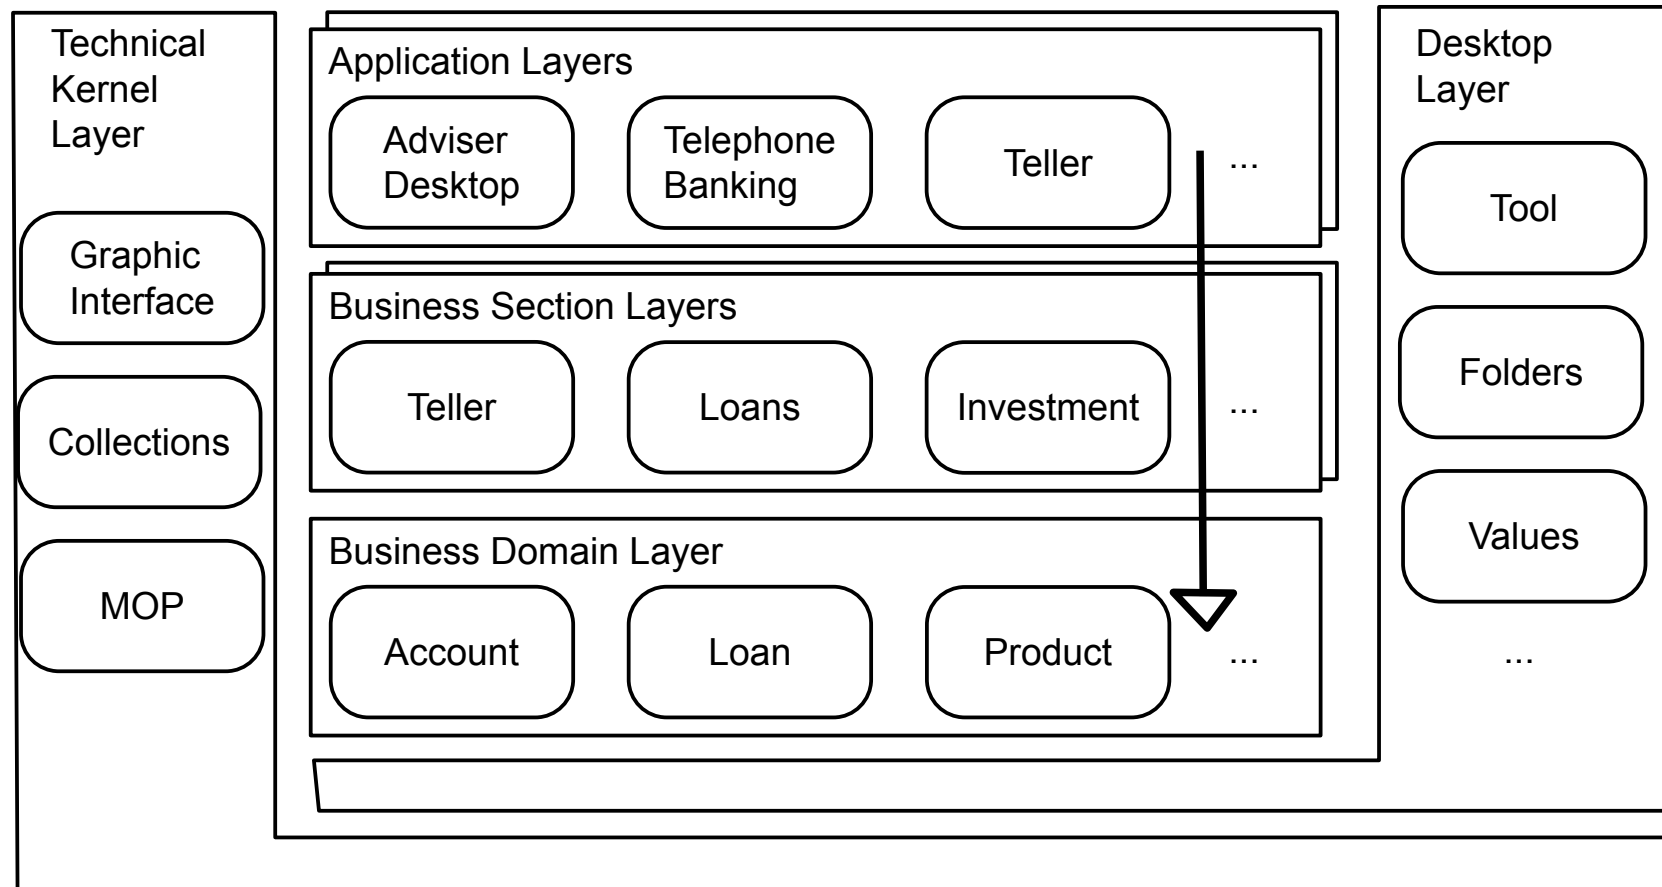 Technical
Kernel
Layer
Graphic
Interface
Collections
MOP
Application Layers
Adviser
Desktop
Telephone
Banking
Teller
...
Business Section Layers
Teller
Loans
Investment
...
Business Domain Layer
Account
Loan
Product
...
Desktop
Layer
Tool
Folders
Values
...